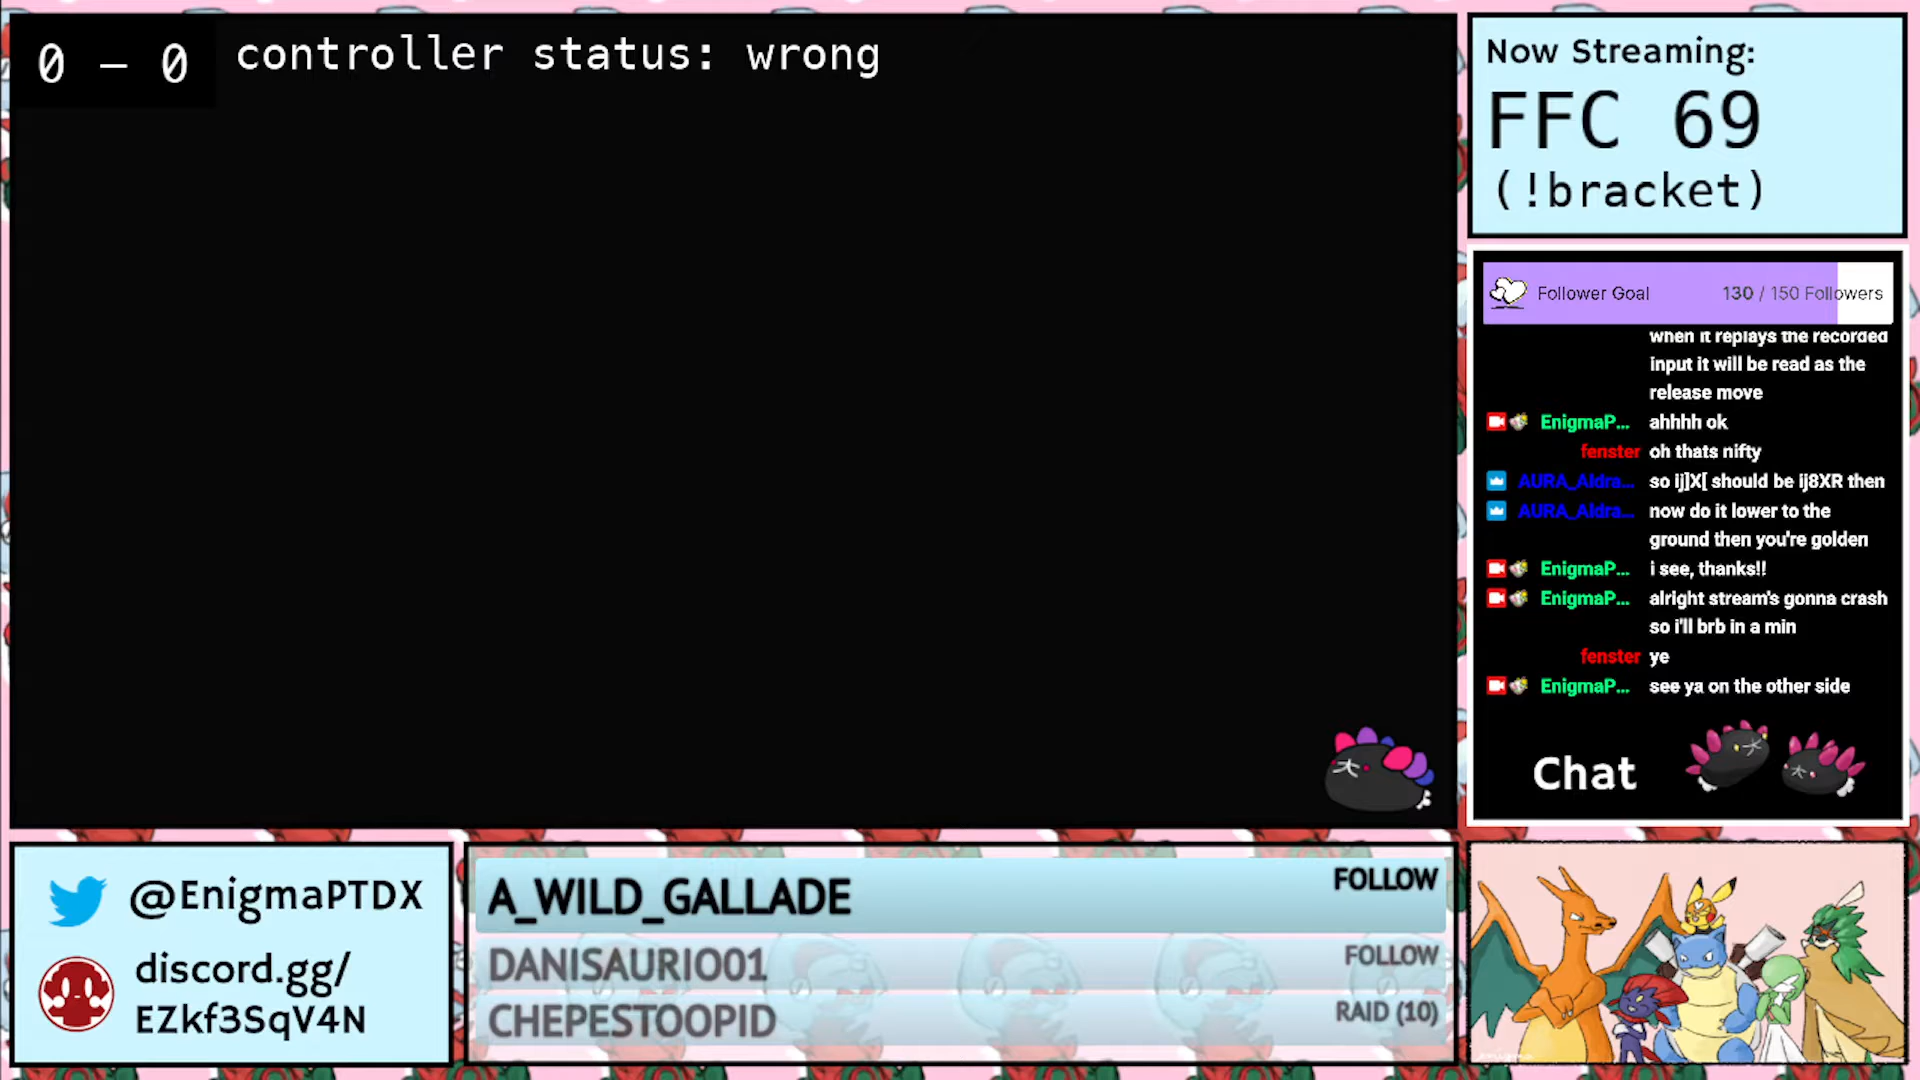 0 – 0
controller status: wrong
Now Streaming:
FFC 69
(!bracket)
Follower Goal 130 / 150 Followers
when it replays the recorded
input it will be read as the
release move
EnigmaP... ahhhh ok
fenster oh thats nifty
AURA_Aldra... so ij]X[ should be ij8XR then
AURA_Aldra... now do it lower to the
ground then you're golden
EnigmaP... i see, thanks!!
EnigmaP... alright stream's gonna crash
so i'll brb in a min
fenster ye
EnigmaP... see ya on the other side
Chat
@EnigmaPTDX
discord.gg/
EZkf3SqV4N
A_WILD_GALLADE FOLLOW
DANISAURIO01 FOLLOW
CHEPESTOOPID RAID (10)